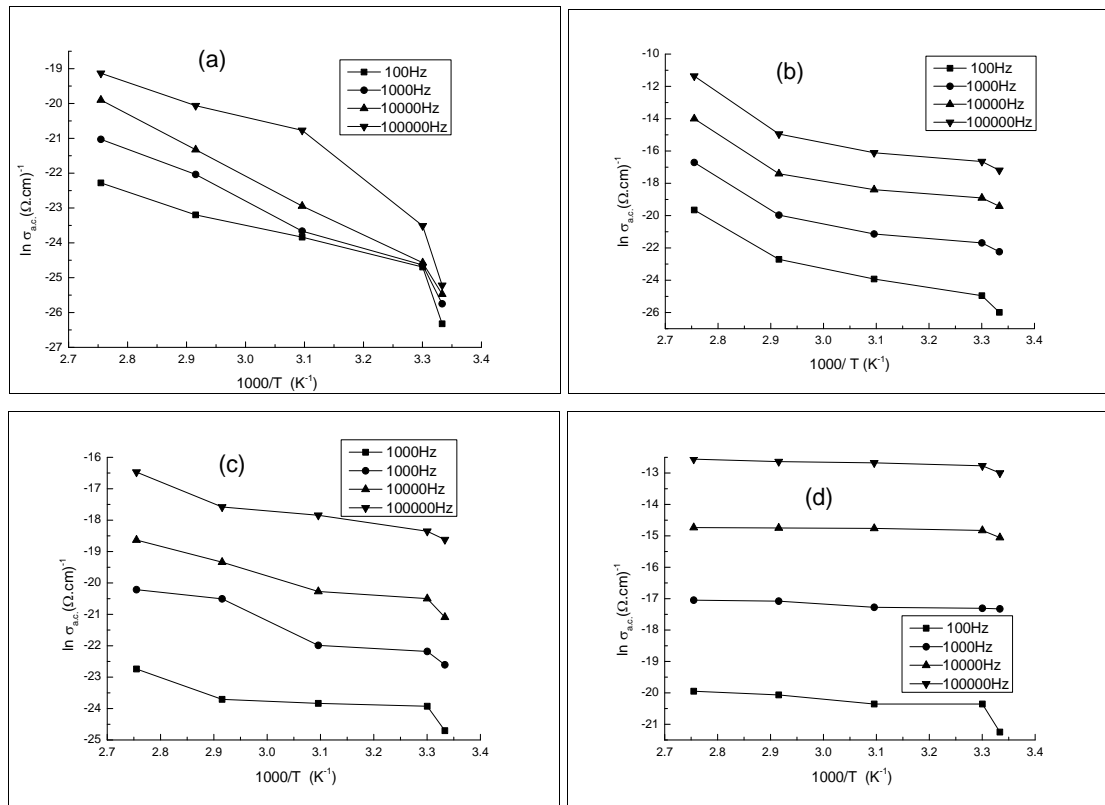 (a)
100Hz
1000Hz
10000Hz
100000Hz
-19
-20
-21
-22
-23
-24
-25
-26
-27
2.7 2.8 2.9 3.0 3.1 3.2 3.3 3.4
ln σa.c.(Ω.cm)⁻¹
1000/T (K⁻¹)
(b)
100Hz
1000Hz
10000Hz
100000Hz
-10
-12
-14
-16
-18
-20
-22
-24
-26
2.7 2.8 2.9 3.0 3.1 3.2 3.3 3.4
ln σa.c.(Ω.cm)⁻¹
1000/ T (K⁻¹)
(c)
1000Hz
1000Hz
10000Hz
100000Hz
-16
-17
-18
-19
-20
-21
-22
-23
-24
-25
2.7 2.8 2.9 3.0 3.1 3.2 3.3 3.4
ln σa.c.(Ω.cm)⁻¹
1000/T (K⁻¹)
(d)
100Hz
1000Hz
10000Hz
100000Hz
-13
-15
-16
-17
-19
-20
-21
2.7 2.8 2.9 3.0 3.1 3.2 3.3 3.4
ln σa.c.(Ω.cm)⁻¹
1000/T (K⁻¹)